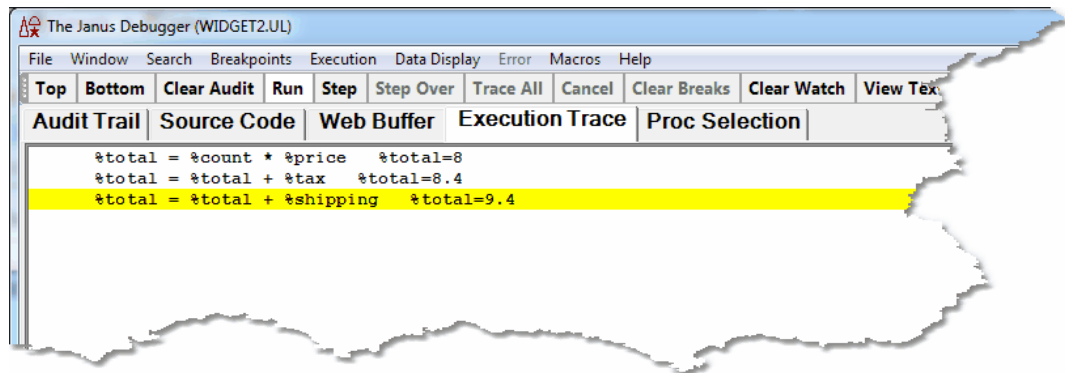 The Janus Debugger (WIDGET2.UL)
File Window Search Breakpoints Execution Data Display Error Macros Help
Top Bottom Clear Audit Run Step Step Over Trace All Cancel Clear Breaks Clear Watch View Text
Audit Trail Source Code Web Buffer Execution Trace Proc Selection
%total = %count * %price %total=8
%total = %total + %tax %total=8.4
%total = %total + %shipping %total=9.4